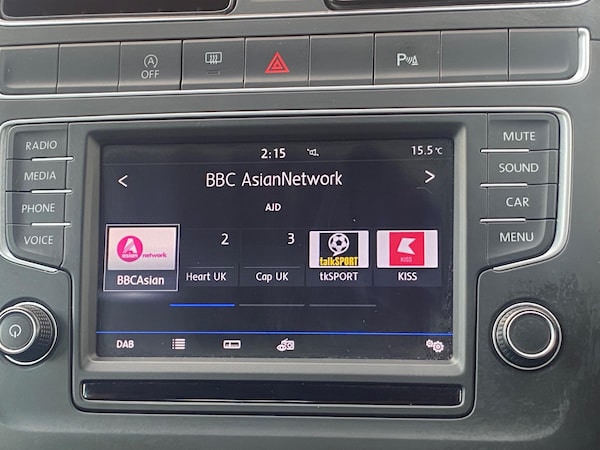 A OFF
P
RADIO
MEDIA
PHONE
VOICE
MUTE
SOUND
CAR
MENU
2:15
15.5 °C
< BBC AsianNetwork >
AJD
A asian network
BBCAsian
2
Heart UK
3
Cap UK
talkSPORT
tkSPORT
KISS
KISS
DAB